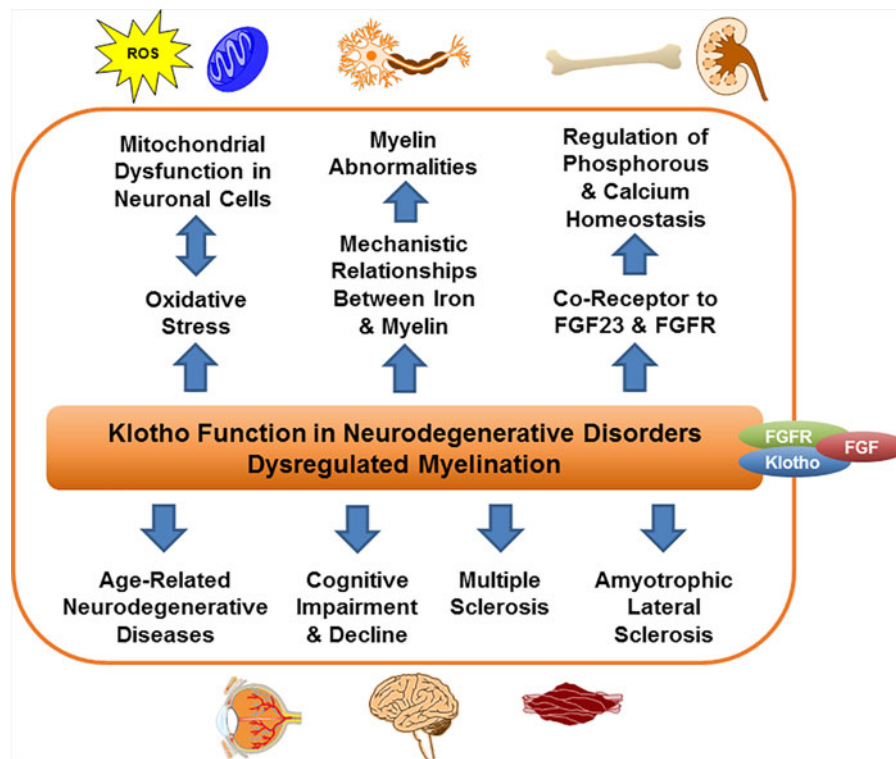 ROS
Mitochondrial
Dysfunction in
Neuronal Cells
Oxidative
Stress
Myelin
Abnormalities
Mechanistic
Relationships
Between Iron
& Myelin
Regulation of
Phosphorous
& Calcium
Homeostasis
Co-Receptor to
FGF23 & FGFR
Klotho Function in Neurodegenerative Disorders
Dysregulated Myelination
FGFR
FGF
Klotho
Age-Related
Neurodegenerative
Diseases
Cognitive
Impairment
& Decline
Multiple
Sclerosis
Amyotrophic
Lateral
Sclerosis